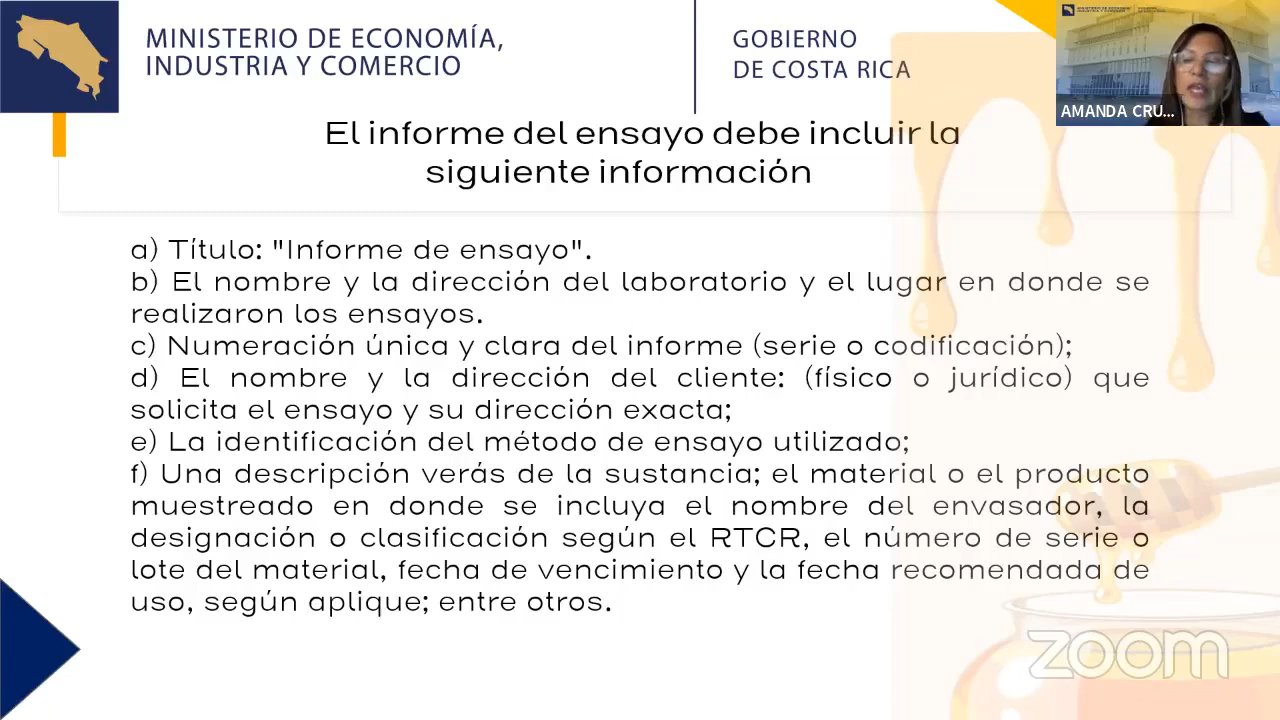 MINISTERIO DE ECONOMÍA,
INDUSTRIA Y COMERCIO
GOBIERNO
DE COSTA RICA
AMANDA CRU...
El informe del ensayo debe incluir la
siguiente información
a) Título: "Informe de ensayo".
b) El nombre y la dirección del laboratorio y el lugar en donde se
realizaron los ensayos.
c) Numeración única y clara del informe (serie o codificación);
d) El nombre y la dirección del cliente: (físico o jurídico) que
solicita el ensayo y su dirección exacta;
e) La identificación del método de ensayo utilizado;
f) Una descripción verás de la sustancia; el material o el producto
muestreado en donde se incluya el nombre del envasador, la
designación o clasificación según el RTCR, el número de serie o
lote del material, fecha de vencimiento y la fecha recomendada de
uso, según aplique; entre otros.
zoom